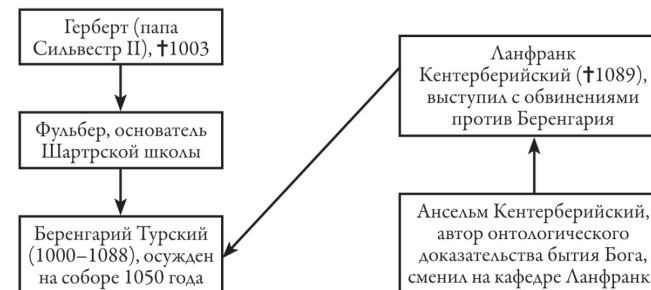 Герберт (папа
Сильвестр II), ✝1003
Фульбер, основатель
Шартрской школы
Беренгарий Турский
(1000–1088), осужден
на соборе 1050 года
Ланфранк
Кентерберийский (✝1089),
выступил с обвинениями
против Беренгария
Ансельм Кентерберийский,
автор онтологического
доказательства бытия Бога,
сменил на кафедре Ланфранк